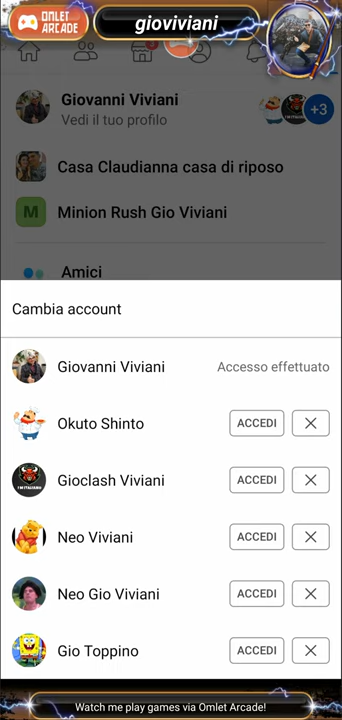 OMLET
ARCADE
gioviviani
Giovanni Viviani
Vedi il tuo profilo
+3
Casa Claudianna casa di riposo
M
Minion Rush Gio Viviani
Amici
Cambia account
Giovanni Viviani
Accesso effettuato
Okuto Shinto
ACCEDI
Gioclash Viviani
ACCEDI
Neo Viviani
ACCEDI
Neo Gio Viviani
ACCEDI
Gio Toppino
ACCEDI
Watch me play games via Omlet Arcade!